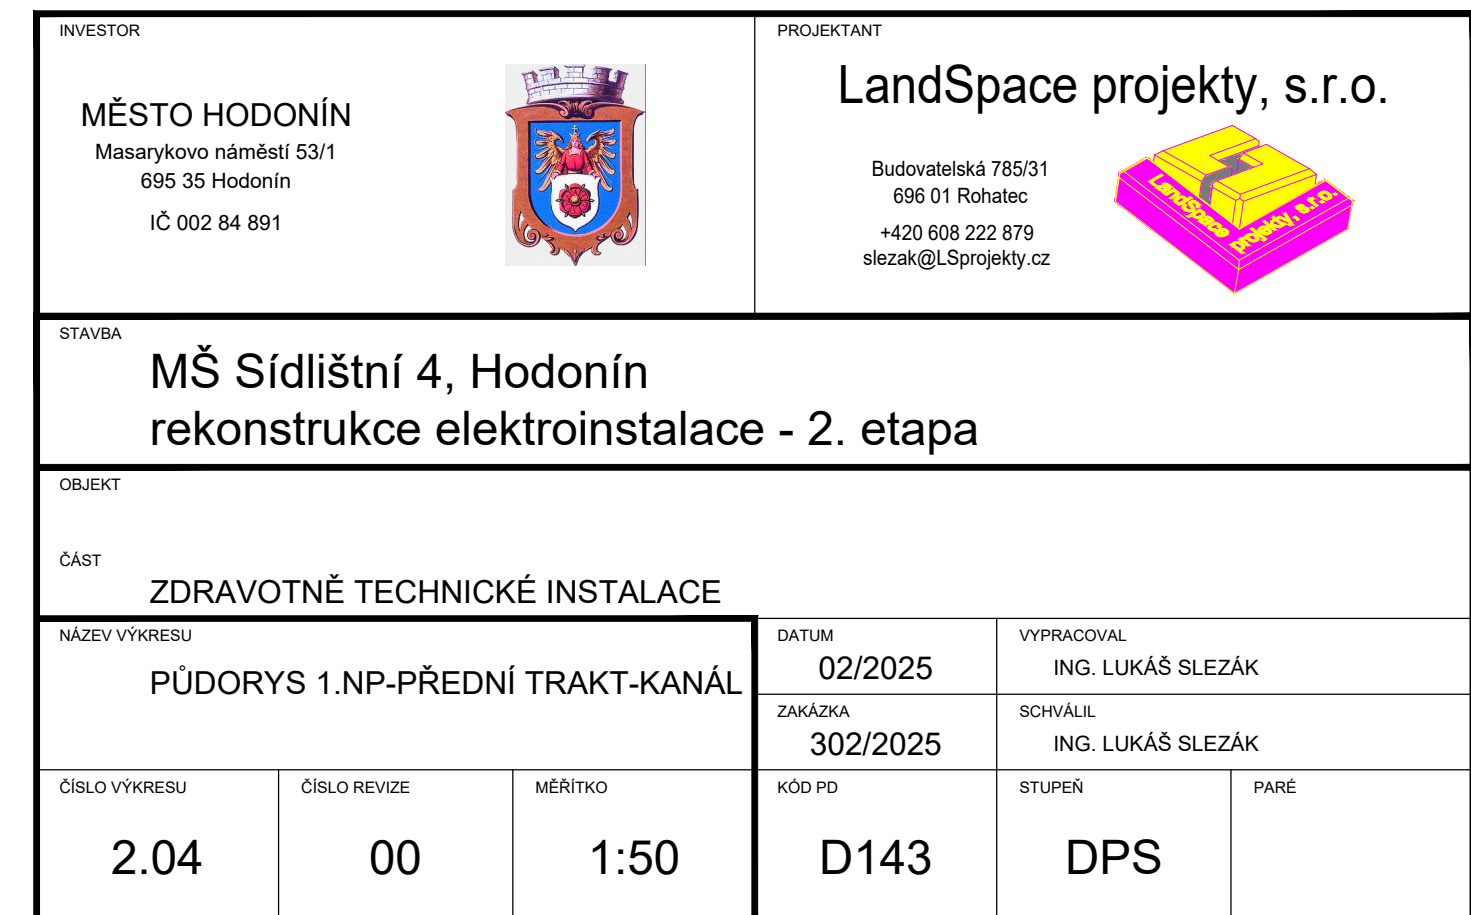 INVESTOR
MĚSTO HODONÍN
Masarykovo náměstí 53/1
695 35 Hodonín
IČ 002 84 891
PROJEKTANT
LandSpace projekty, s.r.o.
Budovatelská 785/31
696 01 Rohatec
+420 608 222 879
slezak@LSprojekty.cz
LandSpace
projekty, s.r.o.
STAVBA
MŠ Sídlištní 4, Hodonín
rekonstrukce elektroinstalace - 2. etapa
OBJEKT
ČÁST
ZDRAVOTNĚ TECHNICKÉ INSTALACE
NÁZEV VÝKRESU
PŮDORYS 1.NP-PŘEDNÍ TRAKT-KANÁL
DATUM
02/2025
VYPRACOVAL
ING. LUKÁŠ SLEZÁK
ZAKÁZKA
302/2025
SCHVÁLIL
ING. LUKÁŠ SLEZÁK
ČÍSLO VÝKRESU
2.04
ČÍSLO REVIZE
00
MĚŘÍTKO
1:50
KÓD PD
D143
STUPEŇ
DPS
PARÉ